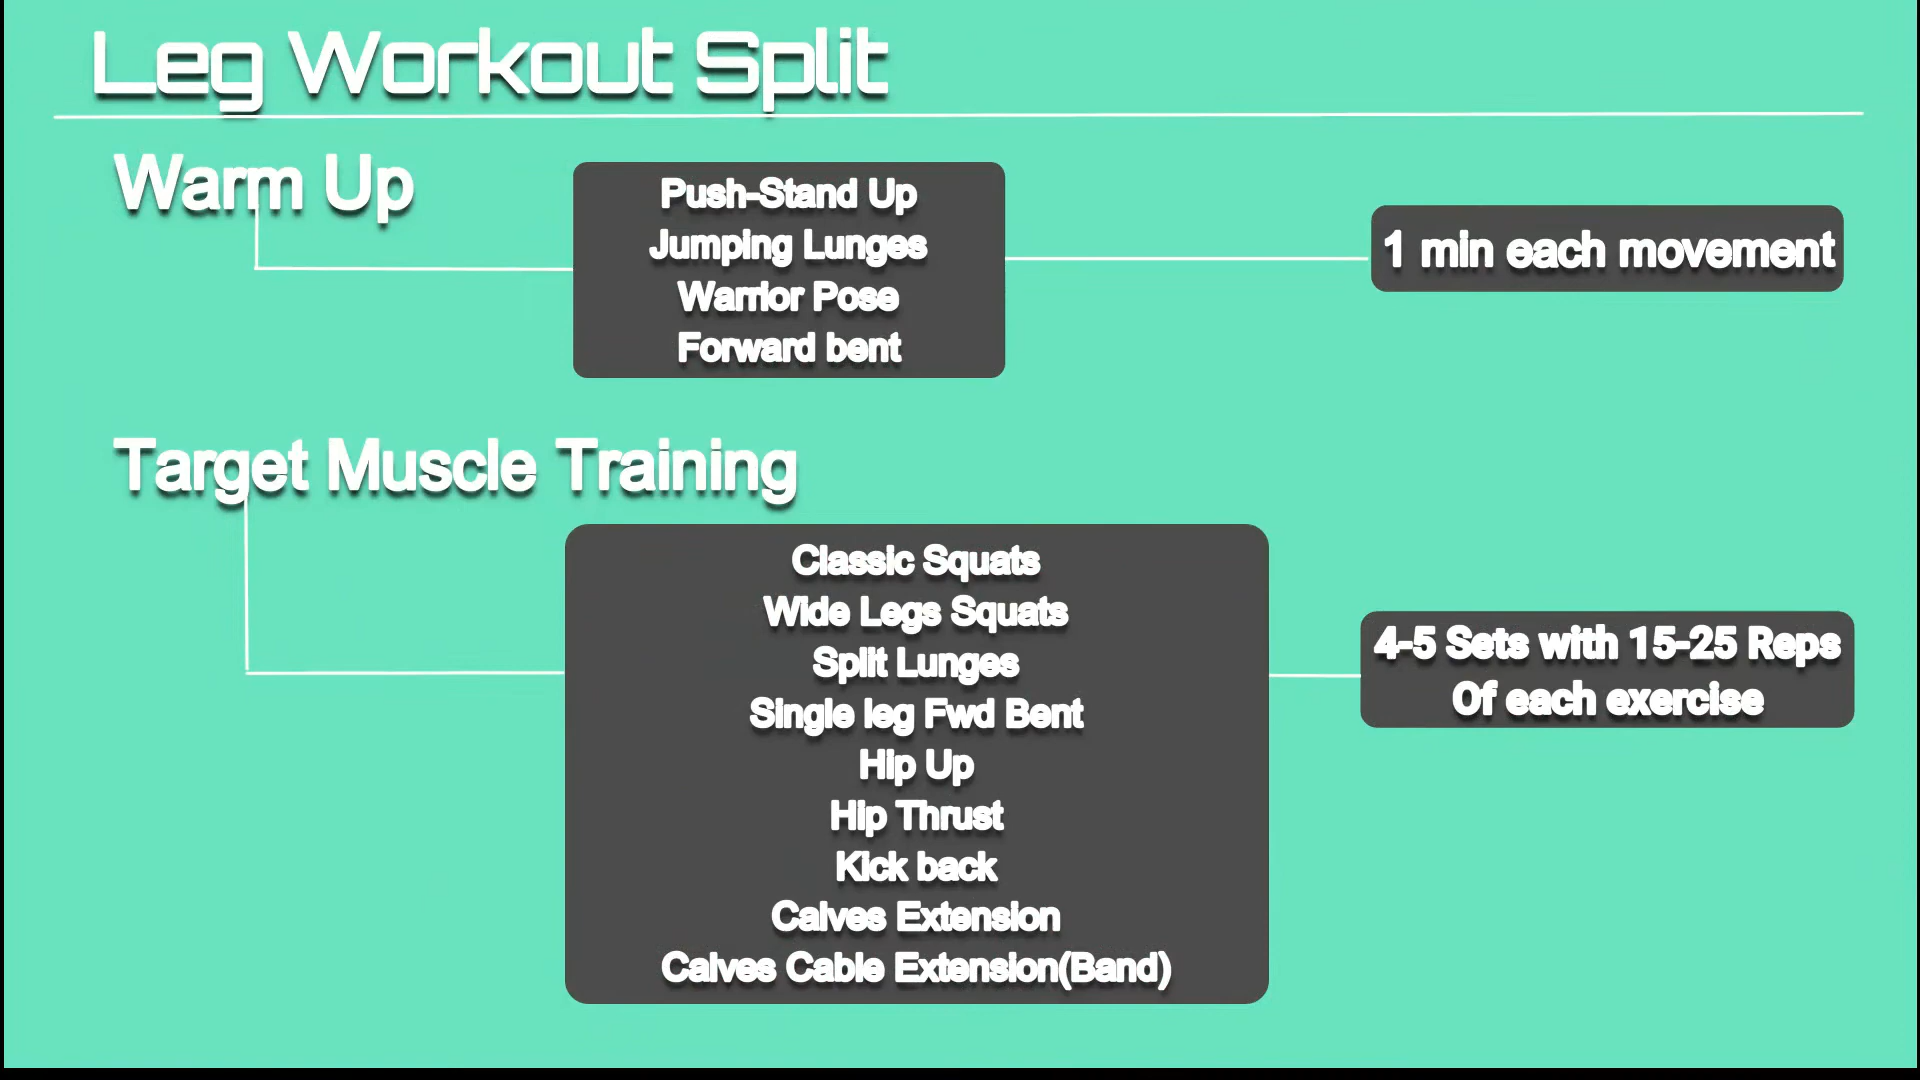 Leg Workout Split
Warm Up
Push-Stand Up
Jumping Lunges
Warrior Pose
Forward bent
1 min each movement
Target Muscle Training
Classic Squats
Wide Legs Squats
Split Lunges
Single leg Fwd Bent
Hip Up
Hip Thrust
Kick back
Calves Extension
Calves Cable Extension(Band)
4-5 Sets with 15-25 Reps
Of each exercise